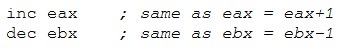 inc eax    ; same as eax = eax+1
dec ebx    ; same as ebx = ebx-1